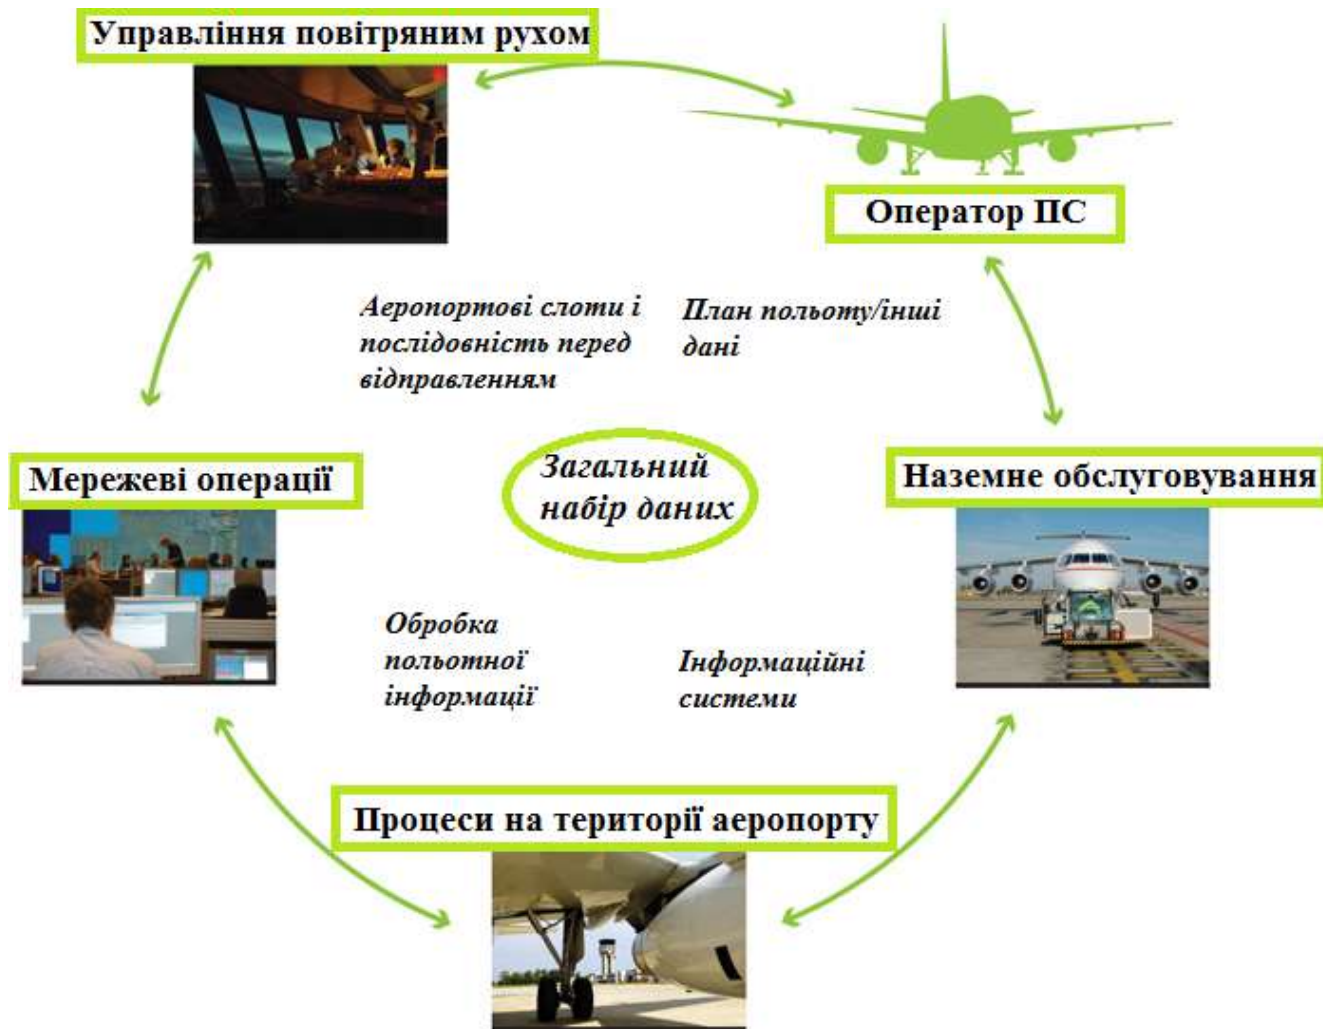 Управління повітряним рухом
Оператор ПС
Аеропортові слоти і
послідовність перед
відправленням
План польоту/інші
дані
Мережеві операції
Загальний
набір даних
Наземне обслуговування
Обробка
польотної
інформації
Інформаційні
системи
Процеси на території аеропорту